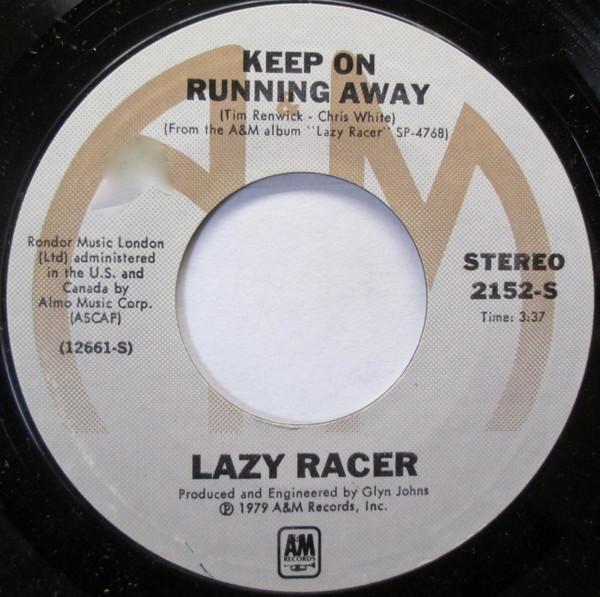 KEEP ON
RUNNING AWAY
(Tim Renwick - Chris White)
(From the A&M album "Lazy Racer" SP-4768)
Rondor Music London
(Ltd) administered
in the U.S. and
Canada by
Almo Music Corp.
(ASCAP)
(12661-S)
STEREO
2152-S
Time: 3:37
LAZY RACER
Produced and Engineered by Glyn Johns
℗ 1979 A&M Records, Inc.
A&M
RECORDS